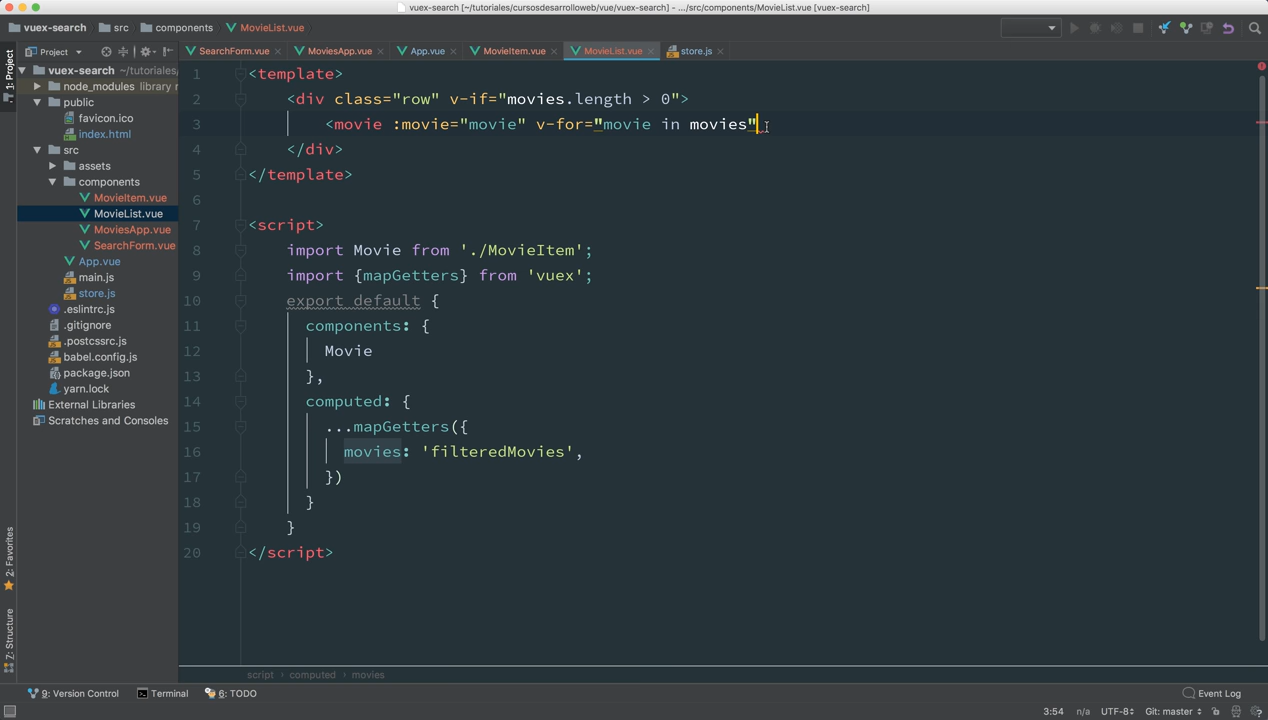 vuex-search [~/tutoriales/cursosdesarrolloweb/vue/vuex-search] - .../src/components/MovieList.vue [vuex-search]
vuex-search src components MovieList.vue
Project SearchForm.vue MoviesApp.vue App.vue MovieItem.vue MovieList.vue store.js
1: Project
vuex-search ~/tutoriales/
node_modules library r
public
favicon.ico
index.html
src
assets
components
MovieItem.vue
MovieList.vue
MoviesApp.vue
SearchForm.vue
App.vue
main.js
store.js
.eslintrc.js
.gitignore
.postcssrc.js
babel.config.js
package.json
yarn.lock
External Libraries
Scratches and Consoles
2: Favorites
Z: Structure
1 <template>
2 <div class="row" v-if="movies.length > 0">
3 <movie :movie="movie" v-for="movie in movies"
4 </div>
5 </template>
6
7 <script>
8 import Movie from './MovieItem';
9 import {mapGetters} from 'vuex';
10 export default {
11 components: {
12 Movie
13 },
14 computed: {
15 ...mapGetters({
16 movies: 'filteredMovies',
17 })
18 }
19 }
20 </script>
script › computed › movies
9: Version Control Terminal 6: TODO Event Log
3:54 n/a UTF-8 Git: master